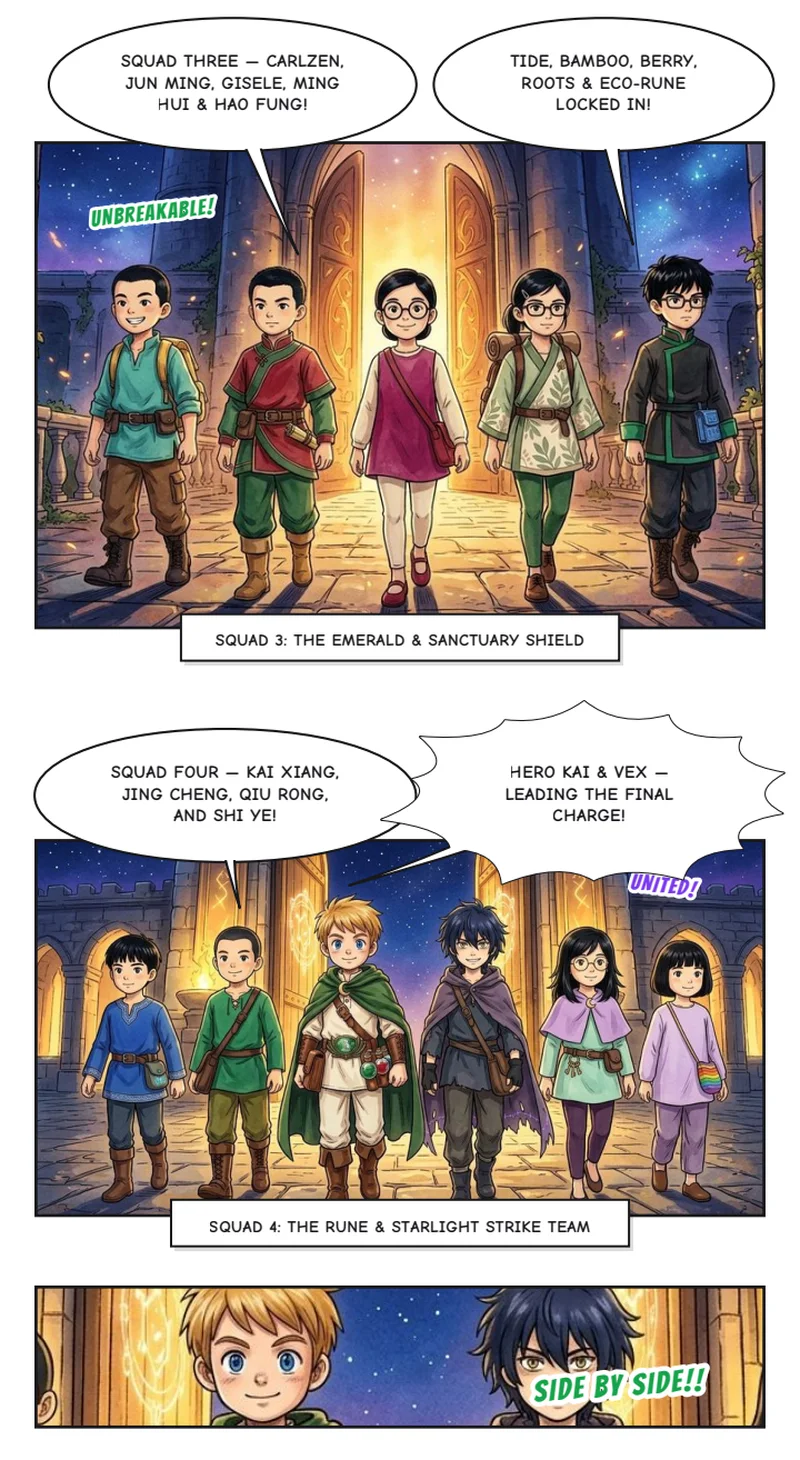 SQUAD THREE — CARLZEN,
JUN MING, GISELE, MING
HUI & HAO FUNG!
TIDE, BAMBOO, BERRY,
ROOTS & ECO-RUNE
LOCKED IN!
UNBREAKABLE!
SQUAD 3: THE EMERALD & SANCTUARY SHIELD
SQUAD FOUR — KAI XIANG,
JING CHENG, QIU RONG,
AND SHI YE!
HERO KAI & VEX —
LEADING THE FINAL
CHARGE!
UNITED!
SQUAD 4: THE RUNE & STARLIGHT STRIKE TEAM
SIDE BY SIDE!!